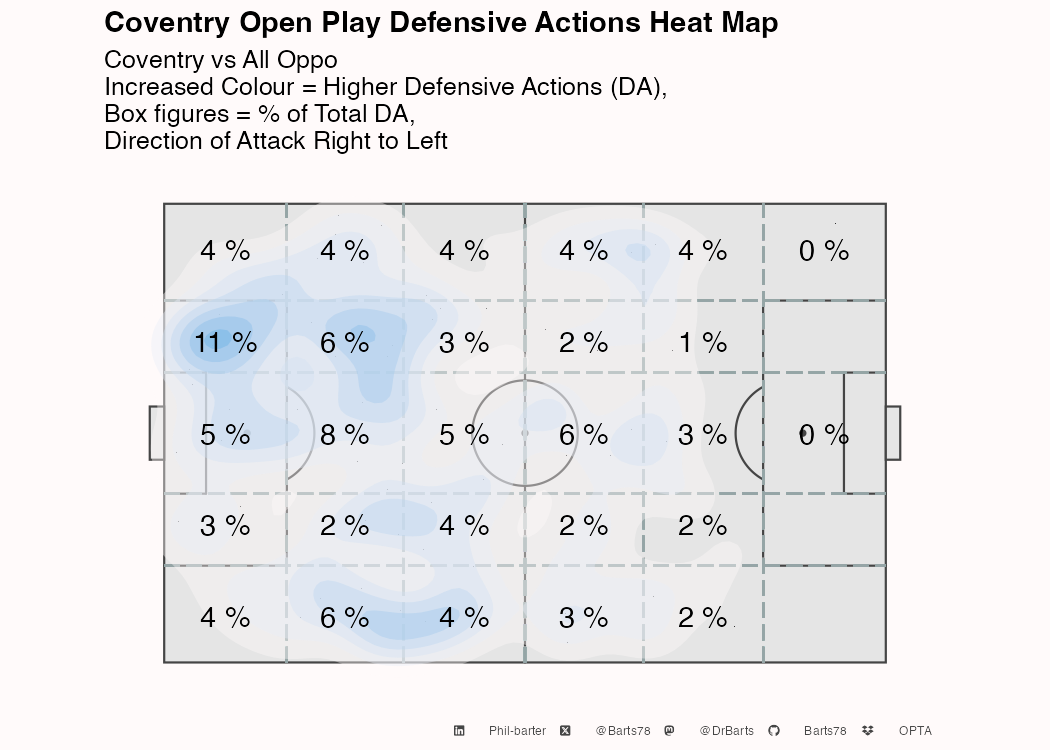 Coventry Open Play Defensive Actions Heat Map
Coventry vs All Oppo
Increased Colour = Higher Defensive Actions (DA),
Box figures = % of Total DA,
Direction of Attack Right to Left
4 % 4 % 4 % 4 % 4 % 0 %
11 % 6 % 3 % 2 % 1 %
5 % 8 % 5 % 6 % 3 % 0 %
3 % 2 % 4 % 2 % 2 %
4 % 6 % 4 % 3 % 2 %
Phil-barter @Barts78 @DrBarts Barts78 OPTA